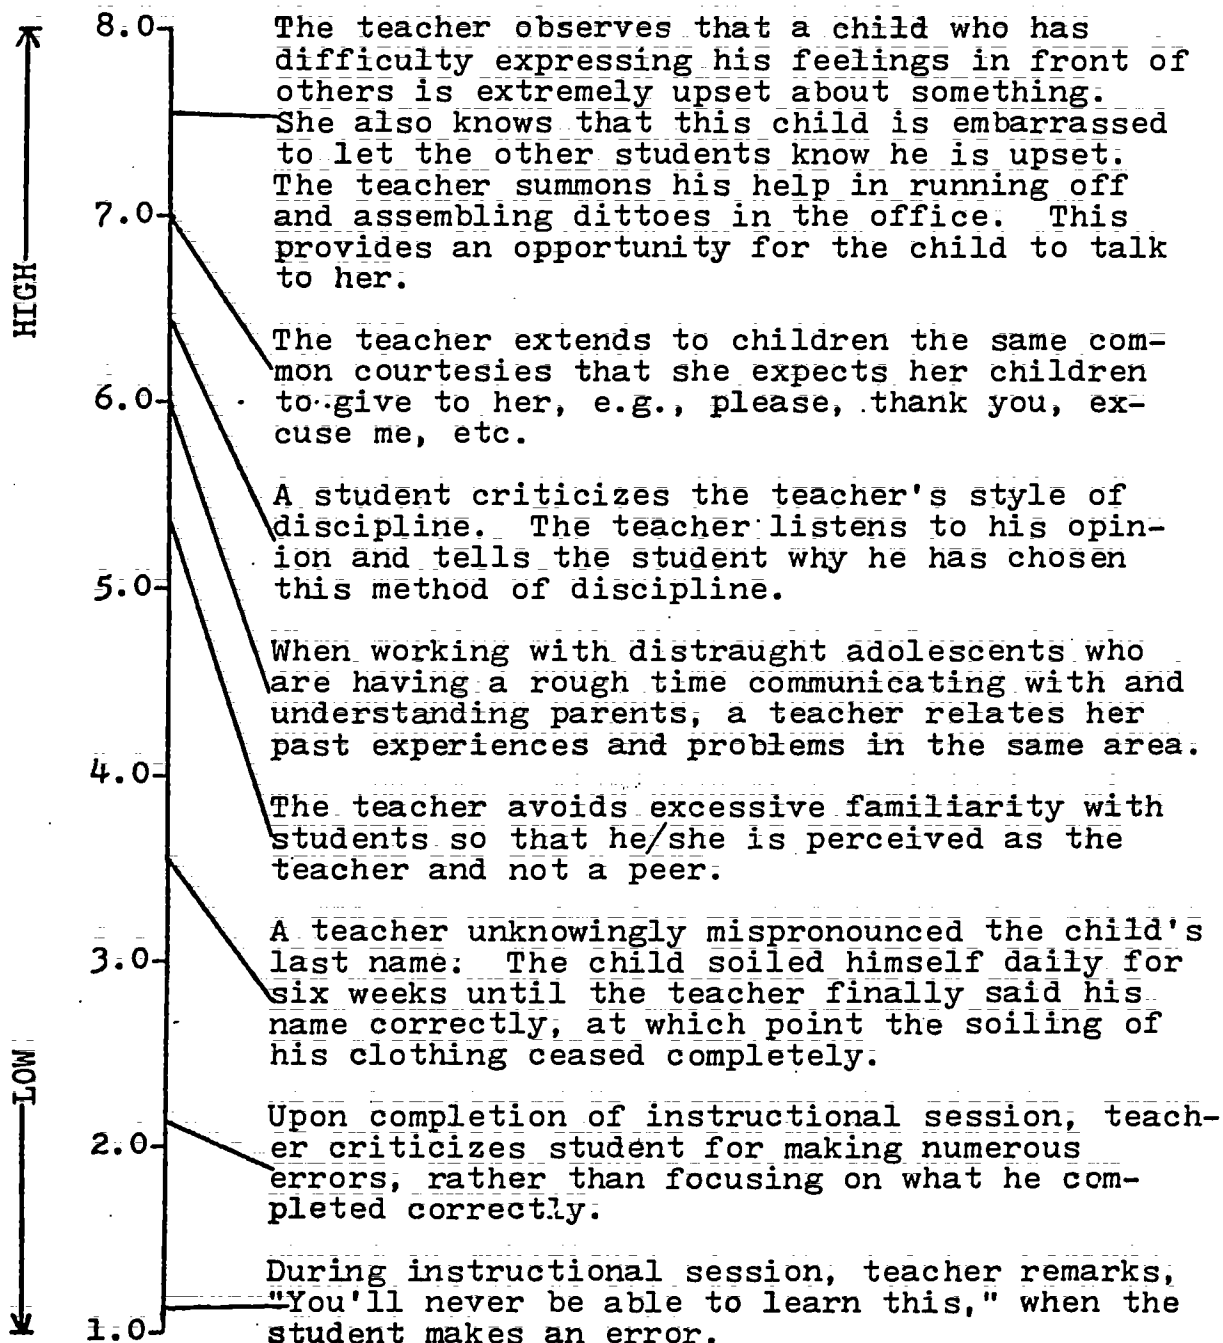 8.0
The teacher observes that a child who has
difficulty expressing his feelings in front of
others is extremely upset about something.
She also knows that this child is embarrassed
to let the other students know he is upset.
The teacher summons his help in running off
7.0
and assembling dittoes in the office. This
provides an opportunity for the child to talk
to her.
HIGH
The teacher extends to children the same com-
mon courtesies that she expects her children
6.0
to give to her, e.g., please, thank you, ex-
cuse me, etc.
A student criticizes the teacher's style of
discipline. The teacher listens to his opin-
ion and tells the student why he has chosen
5.0
this method of discipline.
When working with distraught adolescents who
are having a rough time communicating with and
understanding parents, a teacher relates her
past experiences and problems in the same area.
4.0
The teacher avoids excessive familiarity with
students so that he/she is perceived as the
teacher and not a peer.
A teacher unknowingly mispronounced the child's
3.0
last name. The child soiled himself daily for
six weeks until the teacher finally said his
name correctly, at which point the soiling of
his clothing ceased completely.
LOW
Upon completion of instructional session, teach-
2.0
er criticizes student for making numerous
errors, rather than focusing on what he com-
pleted correctly.
During instructional session, teacher remarks,
"You'll never be able to learn this," when the
1.0
student makes an error.